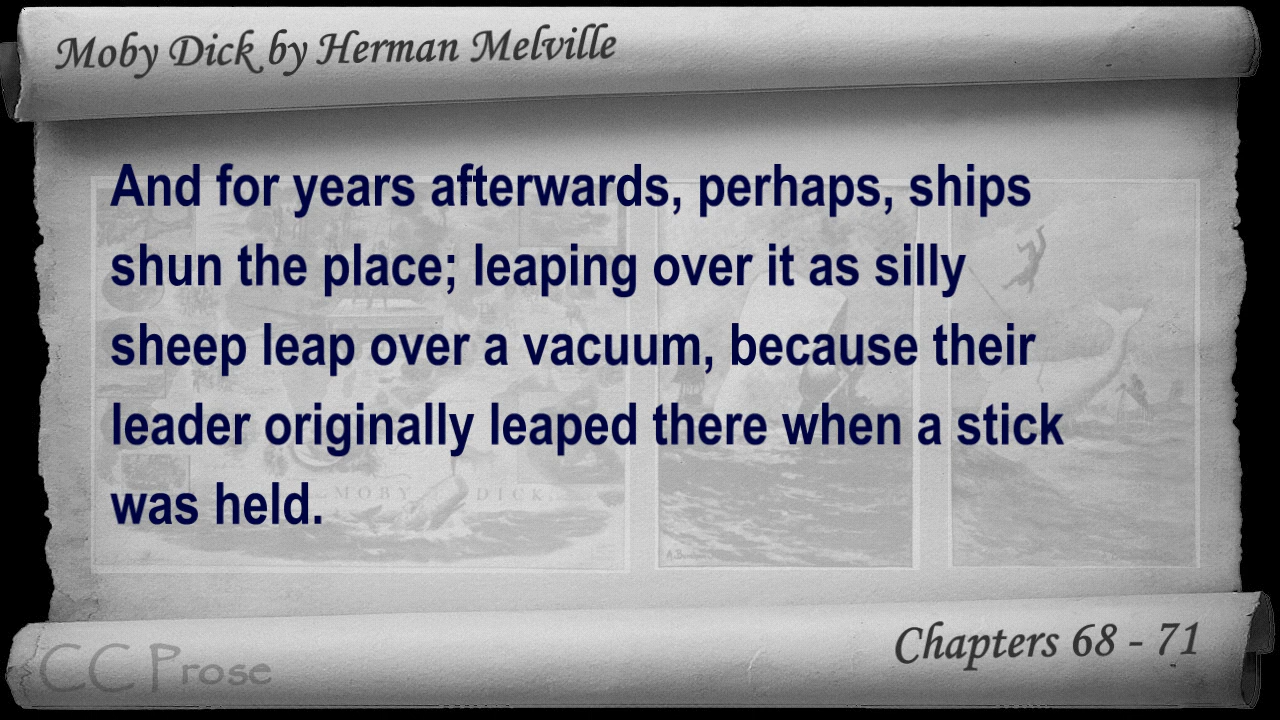 Moby Dick by Herman Melville
And for years afterwards, perhaps, ships
shun the place; leaping over it as silly
sheep leap over a vacuum, because their
leader originally leaped there when a stick
was held.
MOBY DICK
Chapters 68 - 71
CC Prose